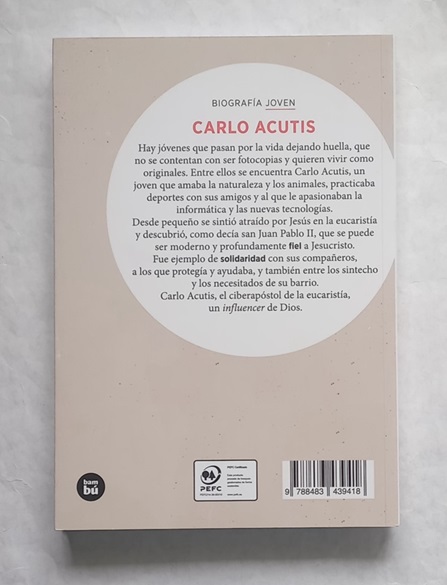 BIOGRAFÍA JOVEN
CARLO ACUTIS
Hay jóvenes que pasan por la vida dejando huella, que
no se contentan con ser fotocopias y quieren vivir como
originales. Entre ellos se encuentra Carlo Acutis, un
joven que amaba la naturaleza y los animales, practicaba
deportes con sus amigos y al que le apasionaban la
informática y las nuevas tecnologías.
Desde pequeño se sintió atraído por Jesús en la eucaristía
y descubrió, como decía san Juan Pablo II, que se puede
ser moderno y profundamente fiel a Jesucristo.
Fue ejemplo de solidaridad con sus compañeros,
a los que protegía y ayudaba, y también entre los sintecho
y los necesitados de su barrio.
Carlo Acutis, el ciberapóstol de la eucaristía,
un influencer de Dios.
bam
bú
PEFC
9 788483 439418